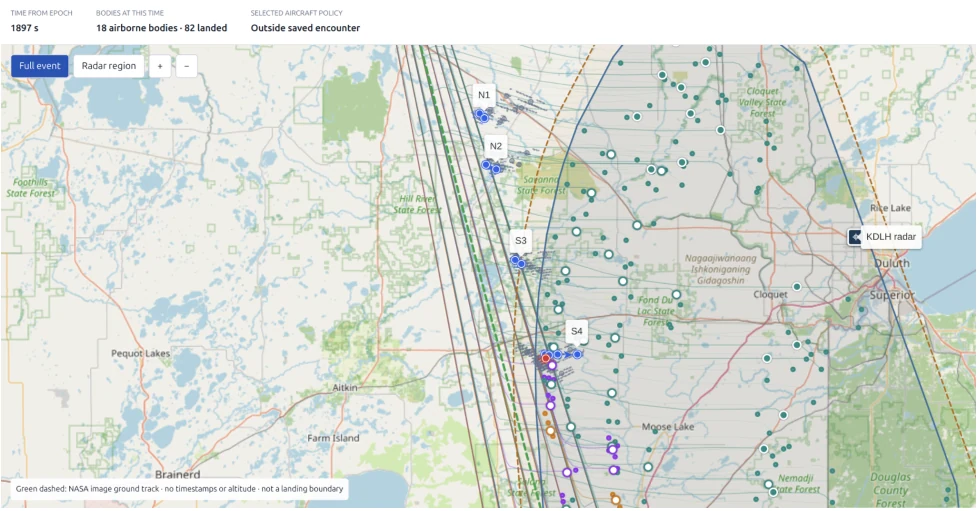 TIME FROM EPOCH
1897 s
BODIES AT THIS TIME
18 airborne bodies · 82 landed
SELECTED AIRCRAFT POLICY
Outside saved encounter
Full event
Radar region
+
−
N1
Cloquet
Valley State
Forest
N2
Foothills
State Forest
Savanna
State Forest
Hill River
State Forest
Rice Lake
S3
KDLH radar
Nagaajiwanaang
Ishkoniganing
Gidagoshin
Duluth
Cloquet
Superior
Fond Du
Lac State
Forest
S4
Pequot Lakes
Aitkin
Moose Lake
Farm Island
Brainerd
Nemadji
State Forest
Douglas
County
Forest
Green dashed: NASA image ground track · no timestamps or altitude · not a landing boundary